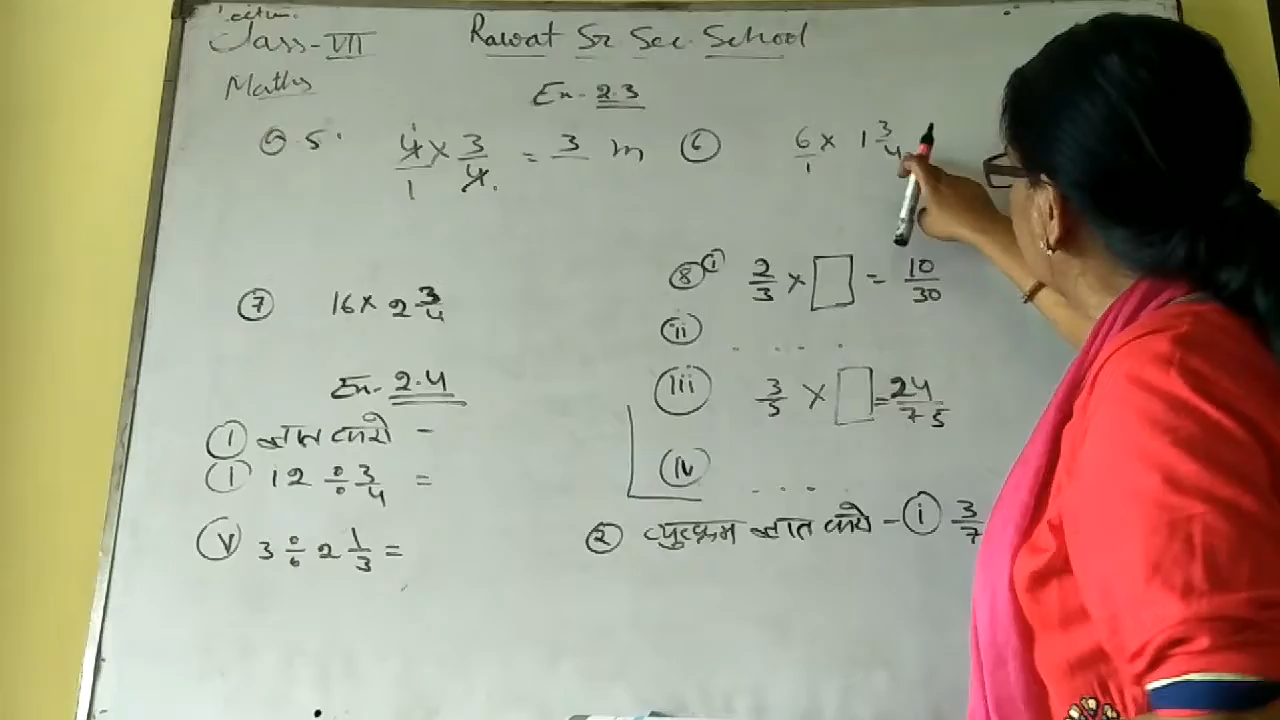 Class-VII
Rawat Sr Sec. School
Maths
Ex- 2.3
Q 5. 4/1 × 3/4 = 3 m
6 6/1 × 1 3/4
7 16 × 2 3/4
8 i 2/3 × □ = 10/30
ii . . . .
iii 3/5 × □ = 24/75
iv . . . .
Ex- 2.4
1 ज्ञात करो -
i 12 ÷ 3/4 =
v 3 ÷ 2 1/3 =
2 व्युत्क्रम ज्ञात करो - i 3/7